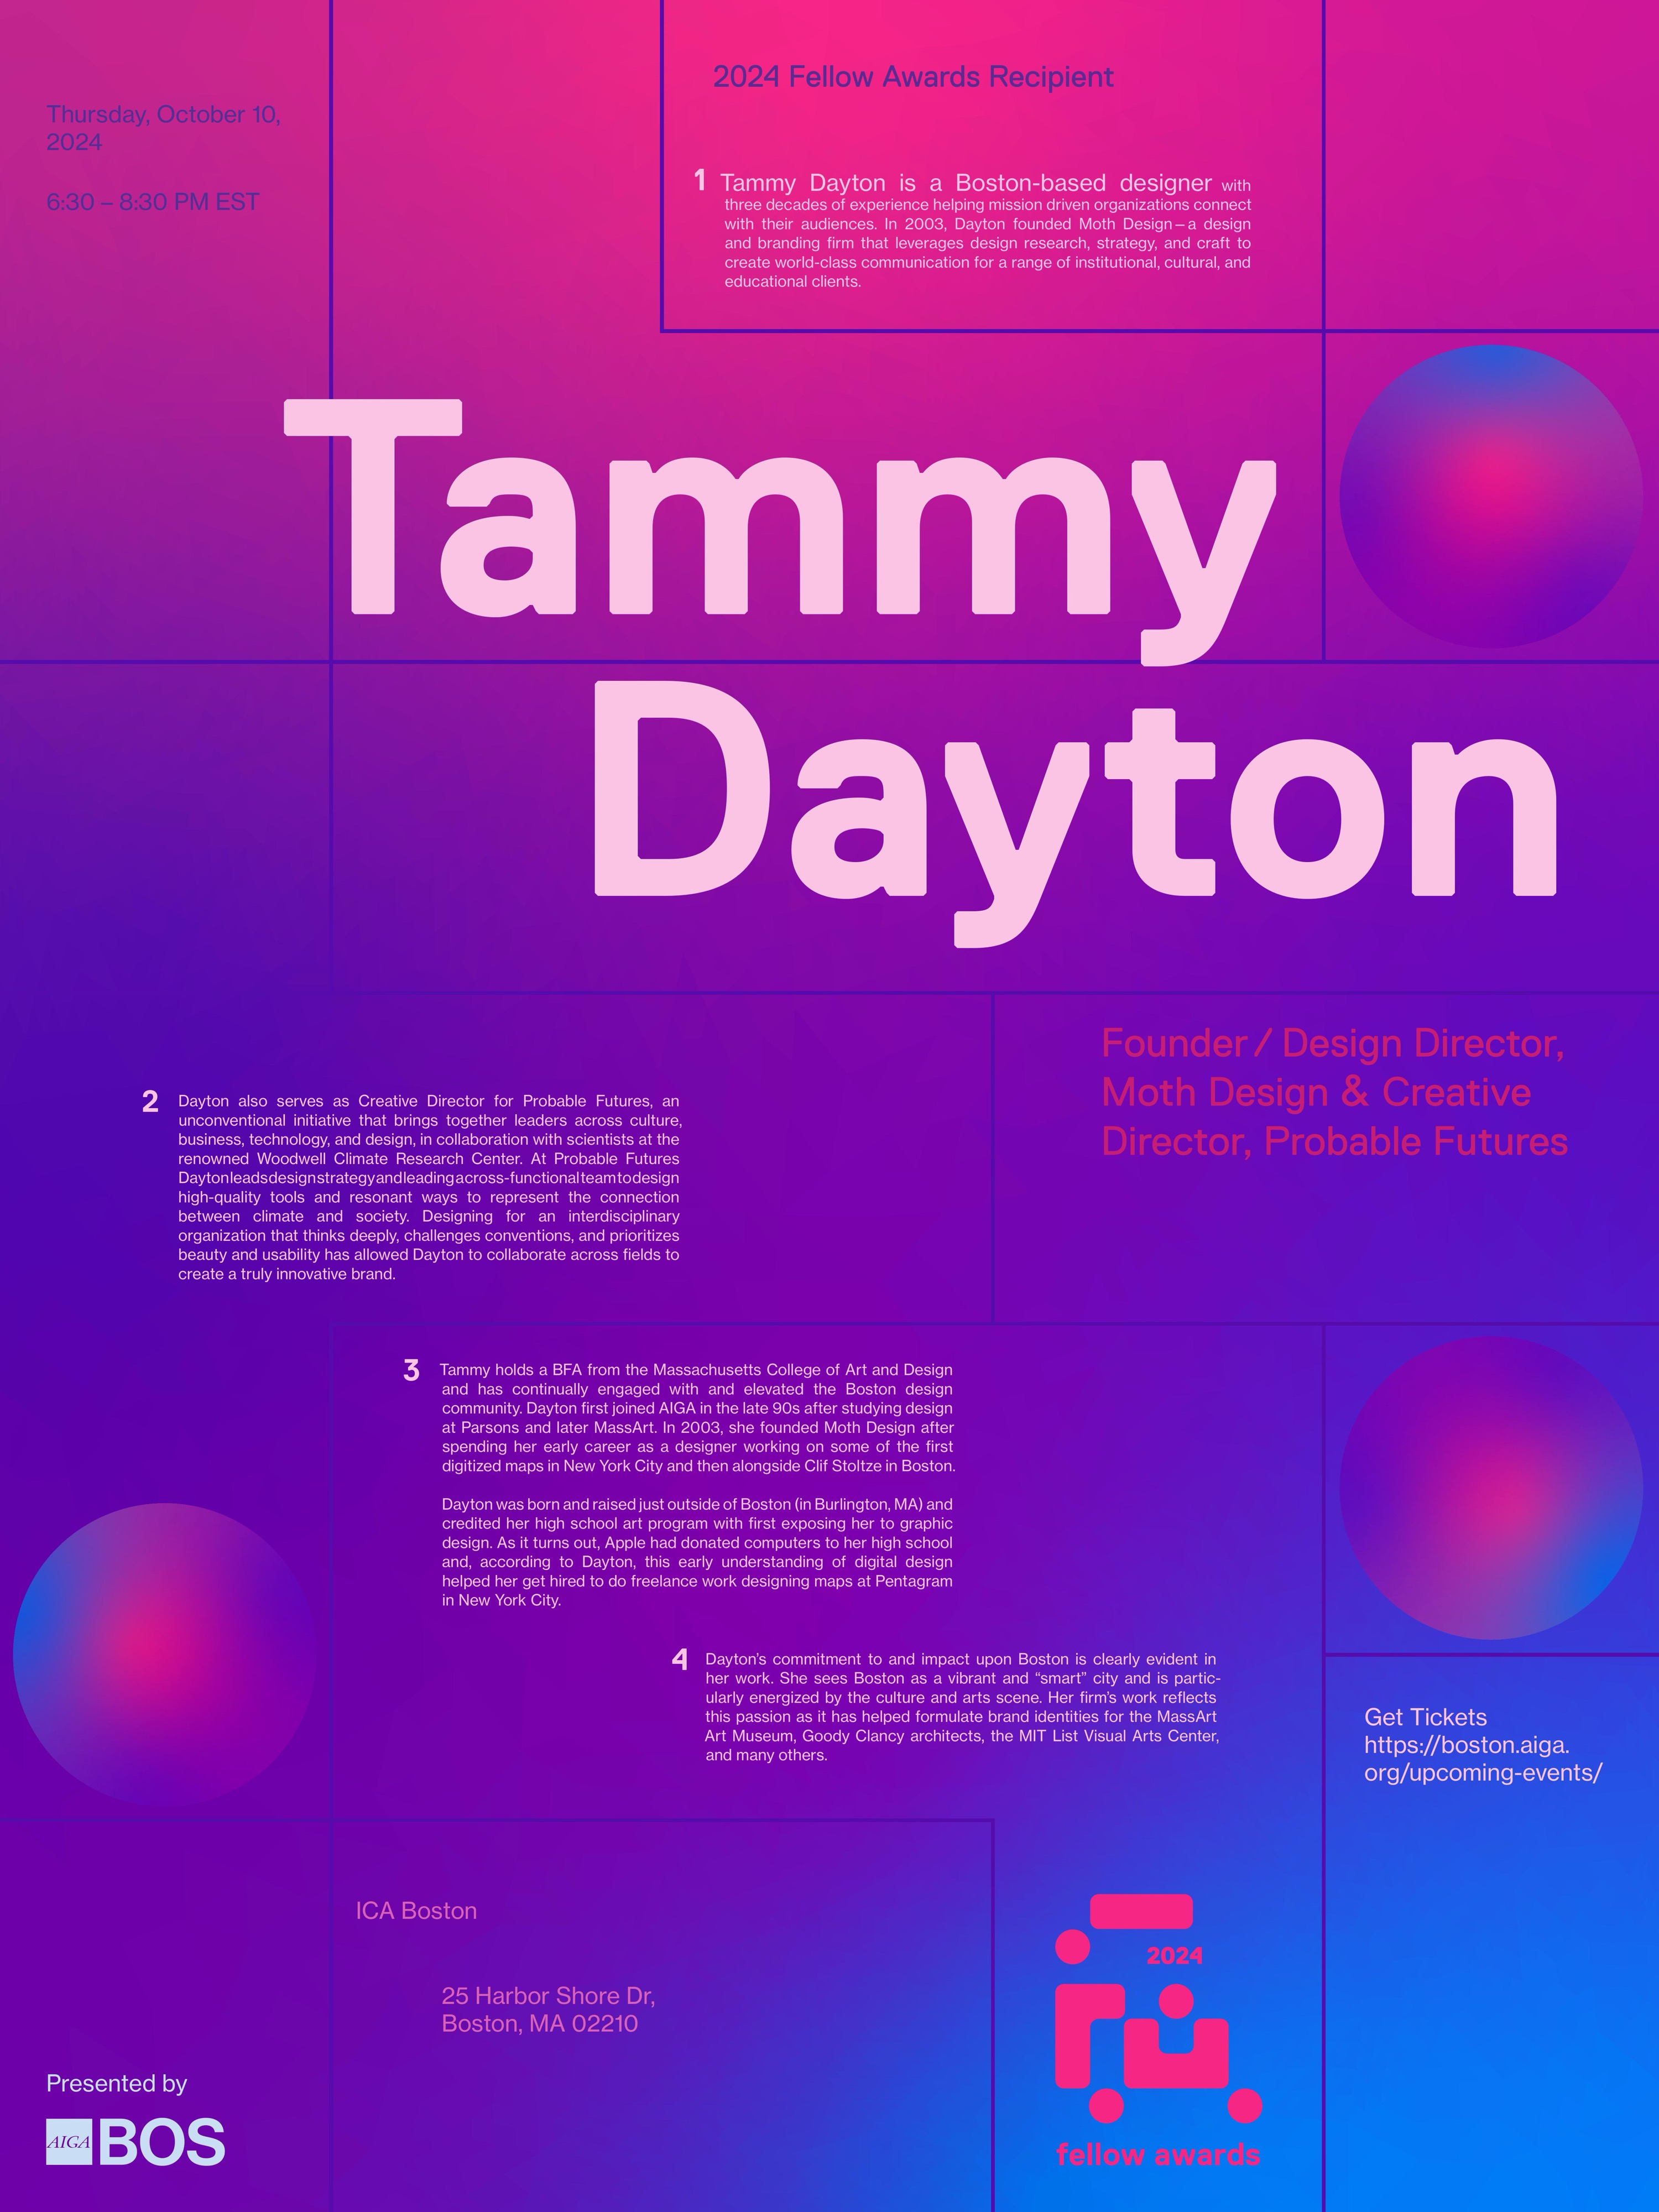 2024 Fellow Awards Recipient
Thursday, October 10,
2024
6:30 – 8:30 PM EST
1 Tammy Dayton is a Boston-based designer with
three decades of experience helping mission driven organizations connect
with their audiences. In 2003, Dayton founded Moth Design—a design
and branding firm that leverages design research, strategy, and craft to
create world-class communication for a range of institutional, cultural, and
educational clients.
Tammy
Dayton
Founder / Design Director,
Moth Design & Creative
Director, Probable Futures
2 Dayton also serves as Creative Director for Probable Futures, an
unconventional initiative that brings together leaders across culture,
business, technology, and design, in collaboration with scientists at the
renowned Woodwell Climate Research Center. At Probable Futures
Dayton leads design strategy and leading a cross-functional team to design
high-quality tools and resonant ways to represent the connection
between climate and society. Designing for an interdisciplinary
organization that thinks deeply, challenges conventions, and prioritizes
beauty and usability has allowed Dayton to collaborate across fields to
create a truly innovative brand.
3 Tammy holds a BFA from the Massachusetts College of Art and Design
and has continually engaged with and elevated the Boston design
community. Dayton first joined AIGA in the late 90s after studying design
at Parsons and later MassArt. In 2003, she founded Moth Design after
spending her early career as a designer working on some of the first
digitized maps in New York City and then alongside Clif Stoltze in Boston.
Dayton was born and raised just outside of Boston (in Burlington, MA) and
credited her high school art program with first exposing her to graphic
design. As it turns out, Apple had donated computers to her high school
and, according to Dayton, this early understanding of digital design
helped her get hired to do freelance work designing maps at Pentagram
in New York City.
4 Dayton's commitment to and impact upon Boston is clearly evident in
her work. She sees Boston as a vibrant and “smart” city and is partic-
ularly energized by the culture and arts scene. Her firm's work reflects
this passion as it has helped formulate brand identities for the MassArt
Art Museum, Goody Clancy architects, the MIT List Visual Arts Center,
and many others.
Get Tickets
https://boston.aiga.
org/upcoming-events/
ICA Boston
25 Harbor Shore Dr,
Boston, MA 02210
2024
fellow awards
Presented by
AIGA BOS